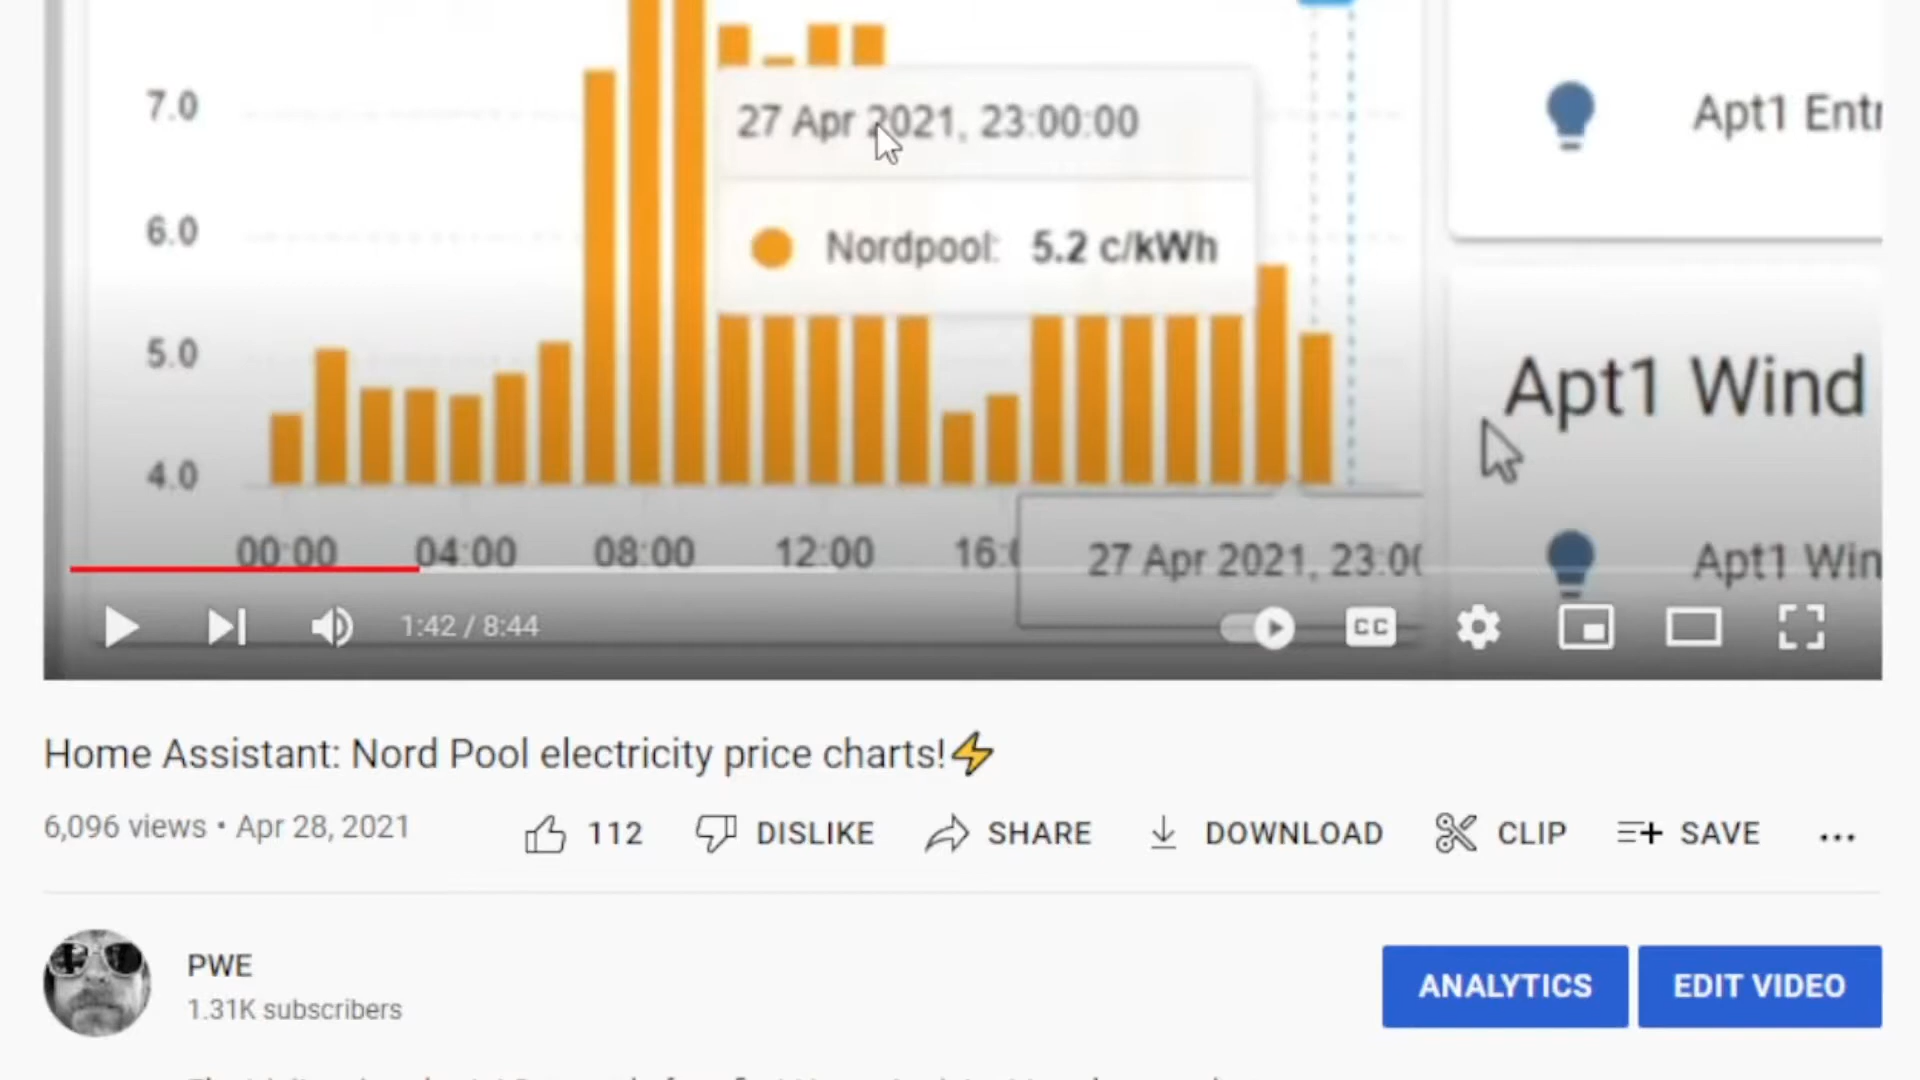 7.0
6.0
5.0
4.0
27 Apr 2021, 23:00:00
Nordpool: 5.2 c/kWh
00:00 04:00 08:00 12:00
27 Apr 2021, 23:0
Apt1
Apt1 Wind
Apt1
1:42 / 8:44
CC
Home Assistant: Nord Pool electricity price charts!⚡
6,096 views • Apr 28, 2021
112 DISLIKE SHARE DOWNLOAD CLIP SAVE ...
PWE
1.31K subscribers
ANALYTICS EDIT VIDEO